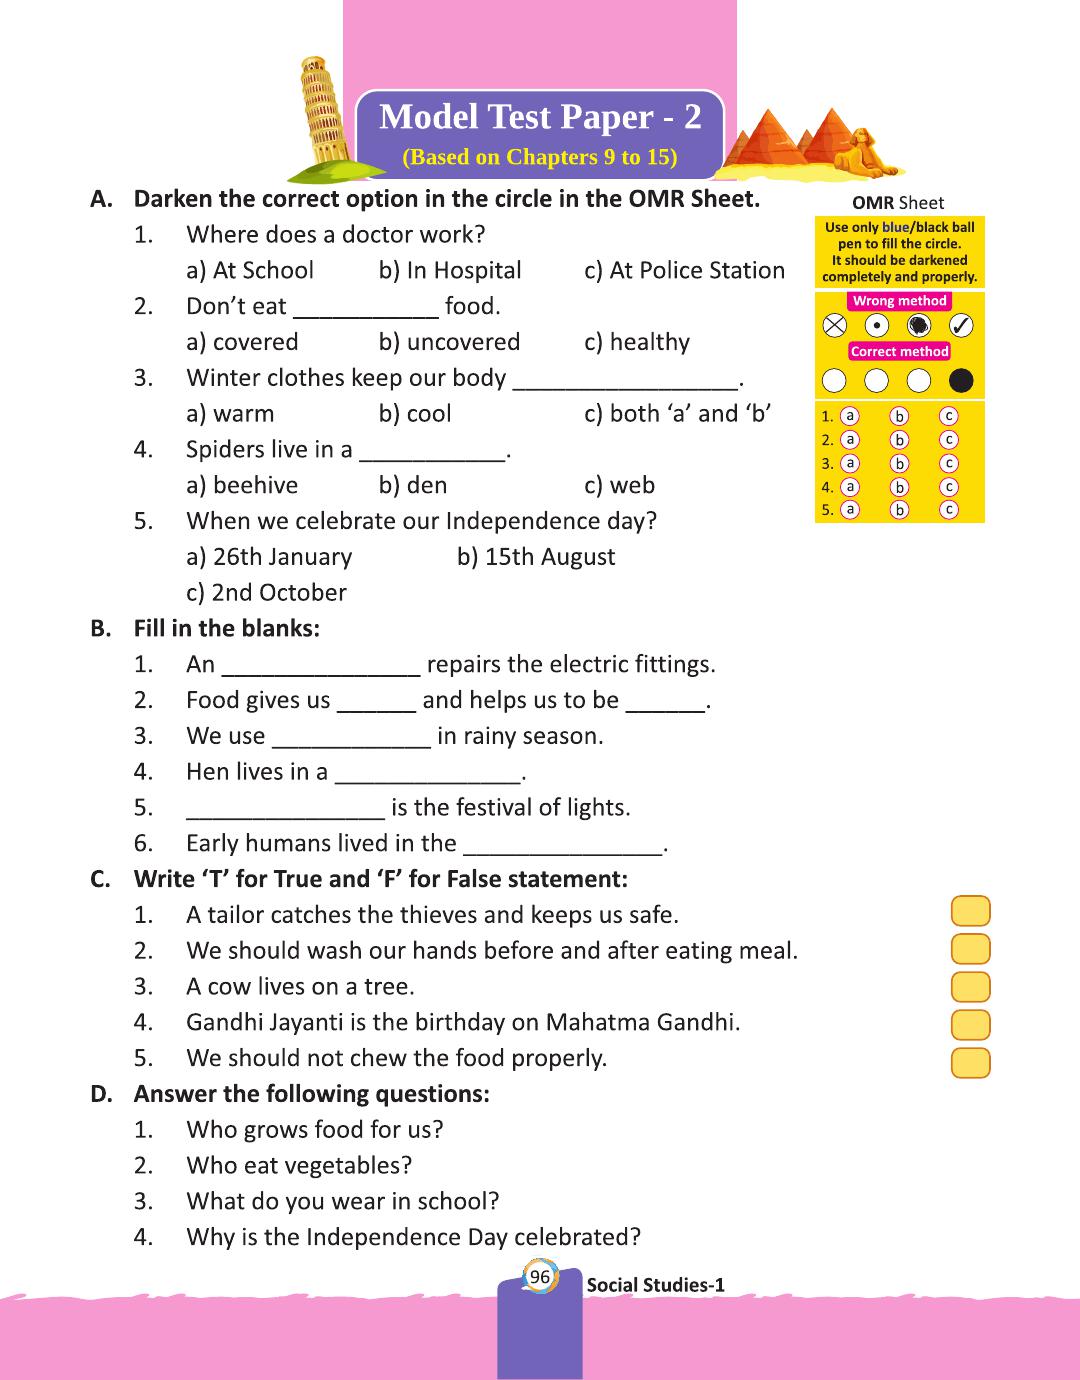 Model Test Paper - 2
(Based on Chapters 9 to 15)
A. Darken the correct option in the circle in the OMR Sheet.
1. Where does a doctor work?
a) At School b) In Hospital c) At Police Station
2. Don’t eat ___________ food.
a) covered b) uncovered c) healthy
3. Winter clothes keep our body _________________.
a) warm b) cool c) both ‘a’ and ‘b’
4. Spiders live in a ___________.
a) beehive b) den c) web
5. When we celebrate our Independence day?
a) 26th January b) 15th August
c) 2nd October
OMR Sheet
Use only blue/black ball
pen to fill the circle.
It should be darkened
completely and properly.
Wrong method
Correct method
1. a b c
2. a b c
3. a b c
4. a b c
5. a b c
B. Fill in the blanks:
1. An _______________ repairs the electric fittings.
2. Food gives us ______ and helps us to be ______.
3. We use ____________ in rainy season.
4. Hen lives in a ______________.
5. _______________ is the festival of lights.
6. Early humans lived in the _______________.
C. Write ‘T’ for True and ‘F’ for False statement:
1. A tailor catches the thieves and keeps us safe.
2. We should wash our hands before and after eating meal.
3. A cow lives on a tree.
4. Gandhi Jayanti is the birthday on Mahatma Gandhi.
5. We should not chew the food properly.
D. Answer the following questions:
1. Who grows food for us?
2. Who eat vegetables?
3. What do you wear in school?
4. Why is the Independence Day celebrated?
96 Social Studies-1